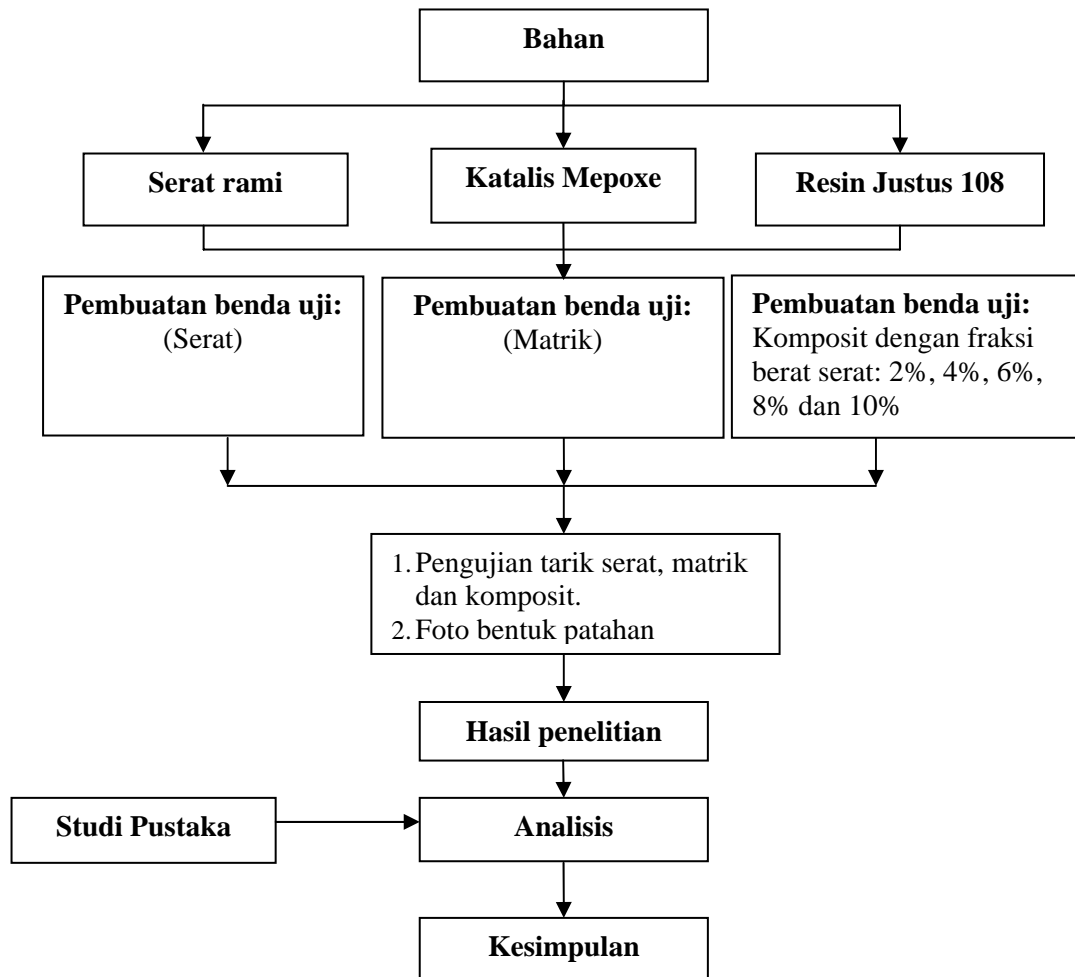 Bahan
Serat rami
Katalis Mepoxe
Resin Justus 108
Pembuatan benda uji:
(Serat)
Pembuatan benda uji:
(Matrik)
Pembuatan benda uji:
Komposit dengan fraksi
berat serat: 2%, 4%, 6%,
8% dan 10%
1. Pengujian tarik serat, matrik
dan komposit.
2. Foto bentuk patahan
Hasil penelitian
Studi Pustaka
Analisis
Kesimpulan